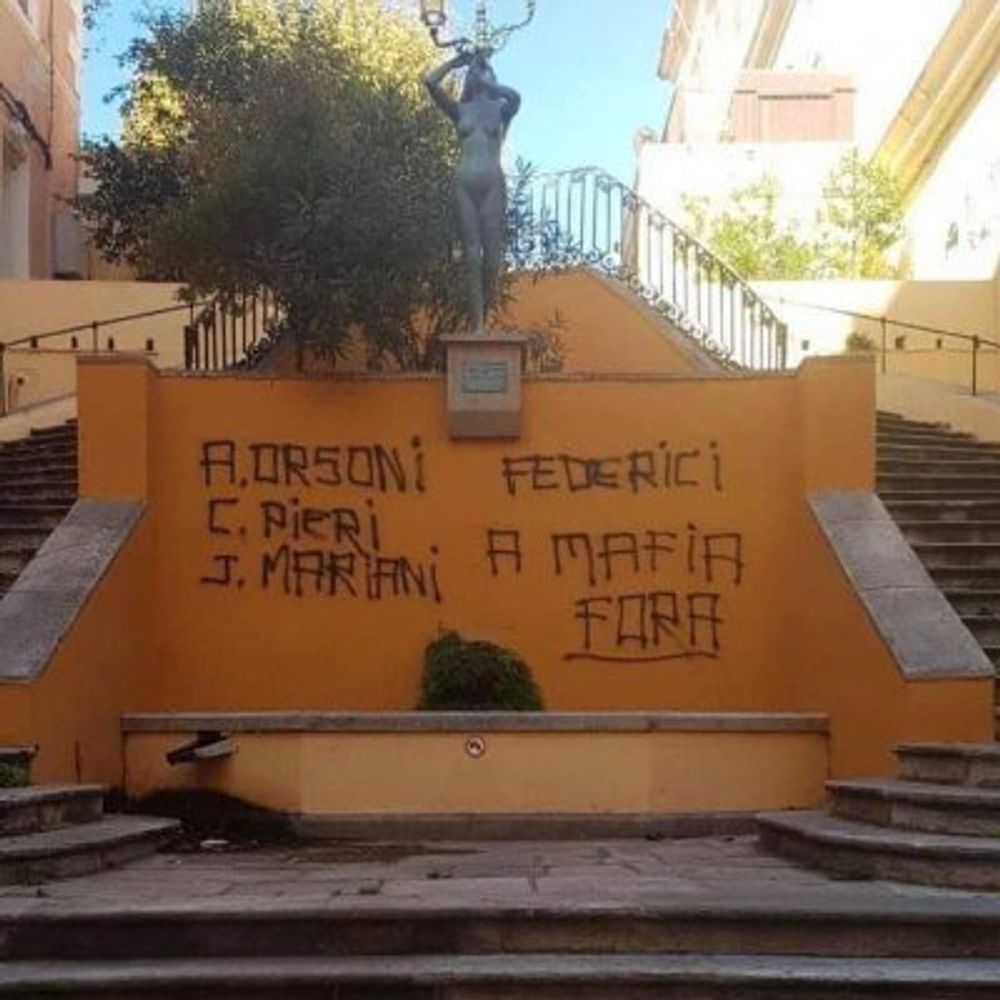 A. ORSONi
C. PiERi
J. MARiANi
FEDERiCi
A MAFiA
FORA